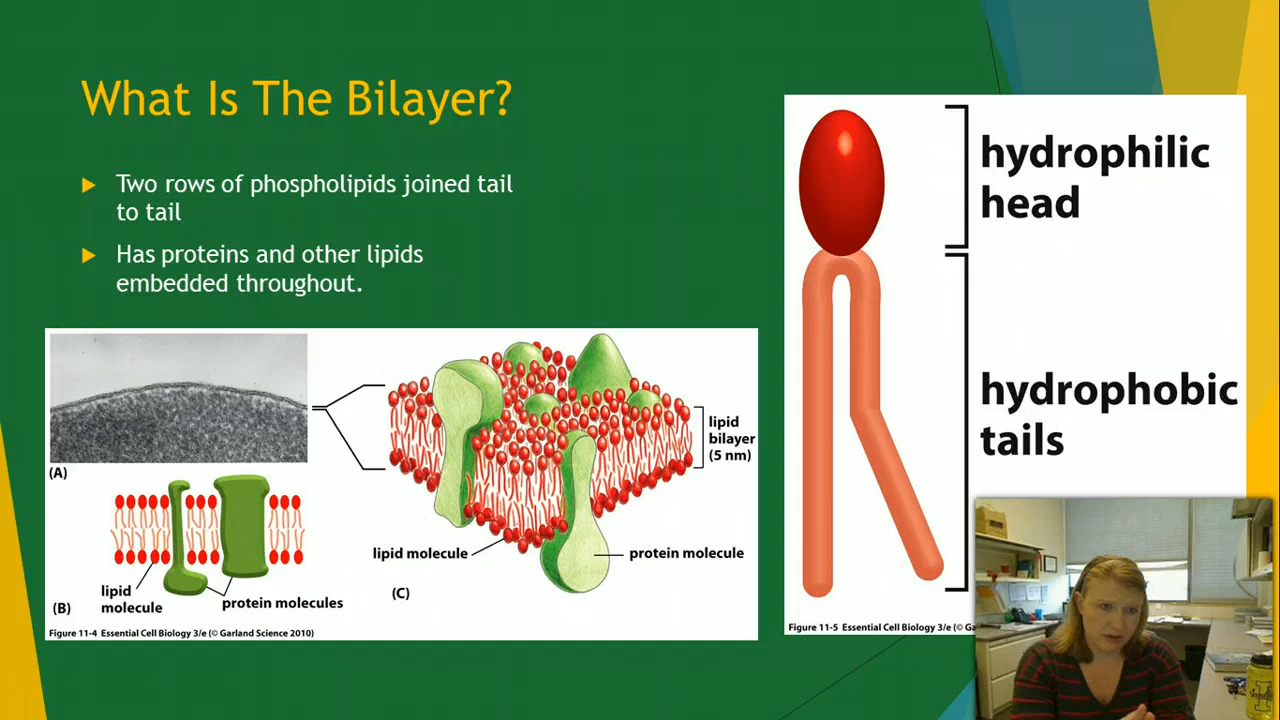 What Is The Bilayer?
Two rows of phospholipids joined tail
to tail
Has proteins and other lipids
embedded throughout.
(A)
lipid
bilayer
(5 nm)
lipid molecule
protein molecule
(C)
lipid
molecule
protein molecules
(B)
Figure 11-4 Essential Cell Biology 3/e (© Garland Science 2010)
hydrophilic
head
hydrophobic
tails
Figure 11-5 Essential Cell Biology 3/e (© Ga